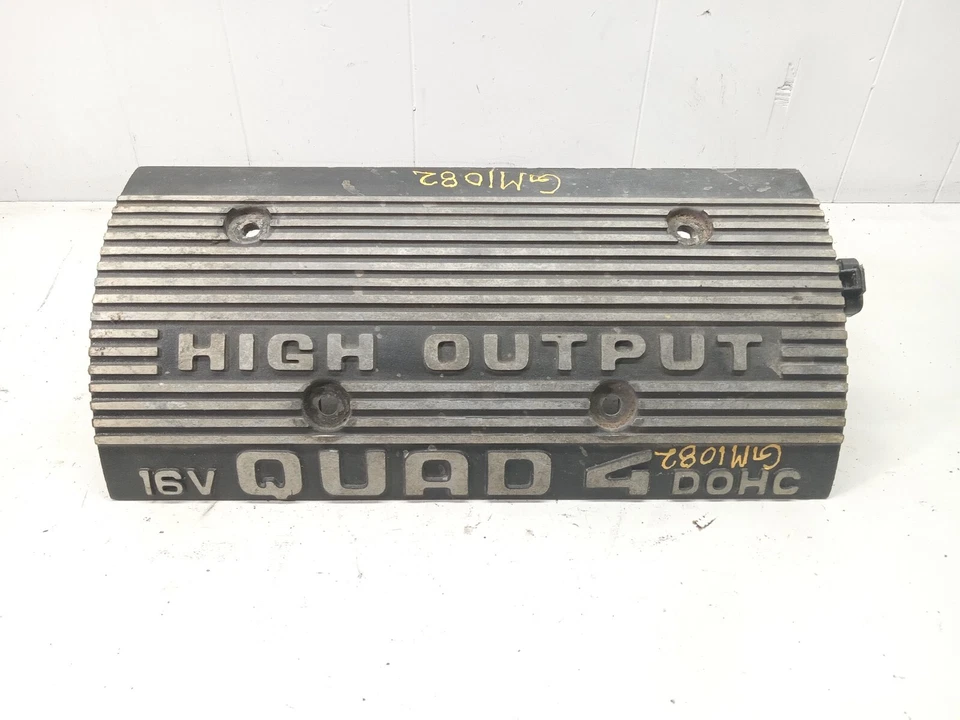 GM1082
HIGH OUTPUT
GM1082
16V QUAD 4 DOHC